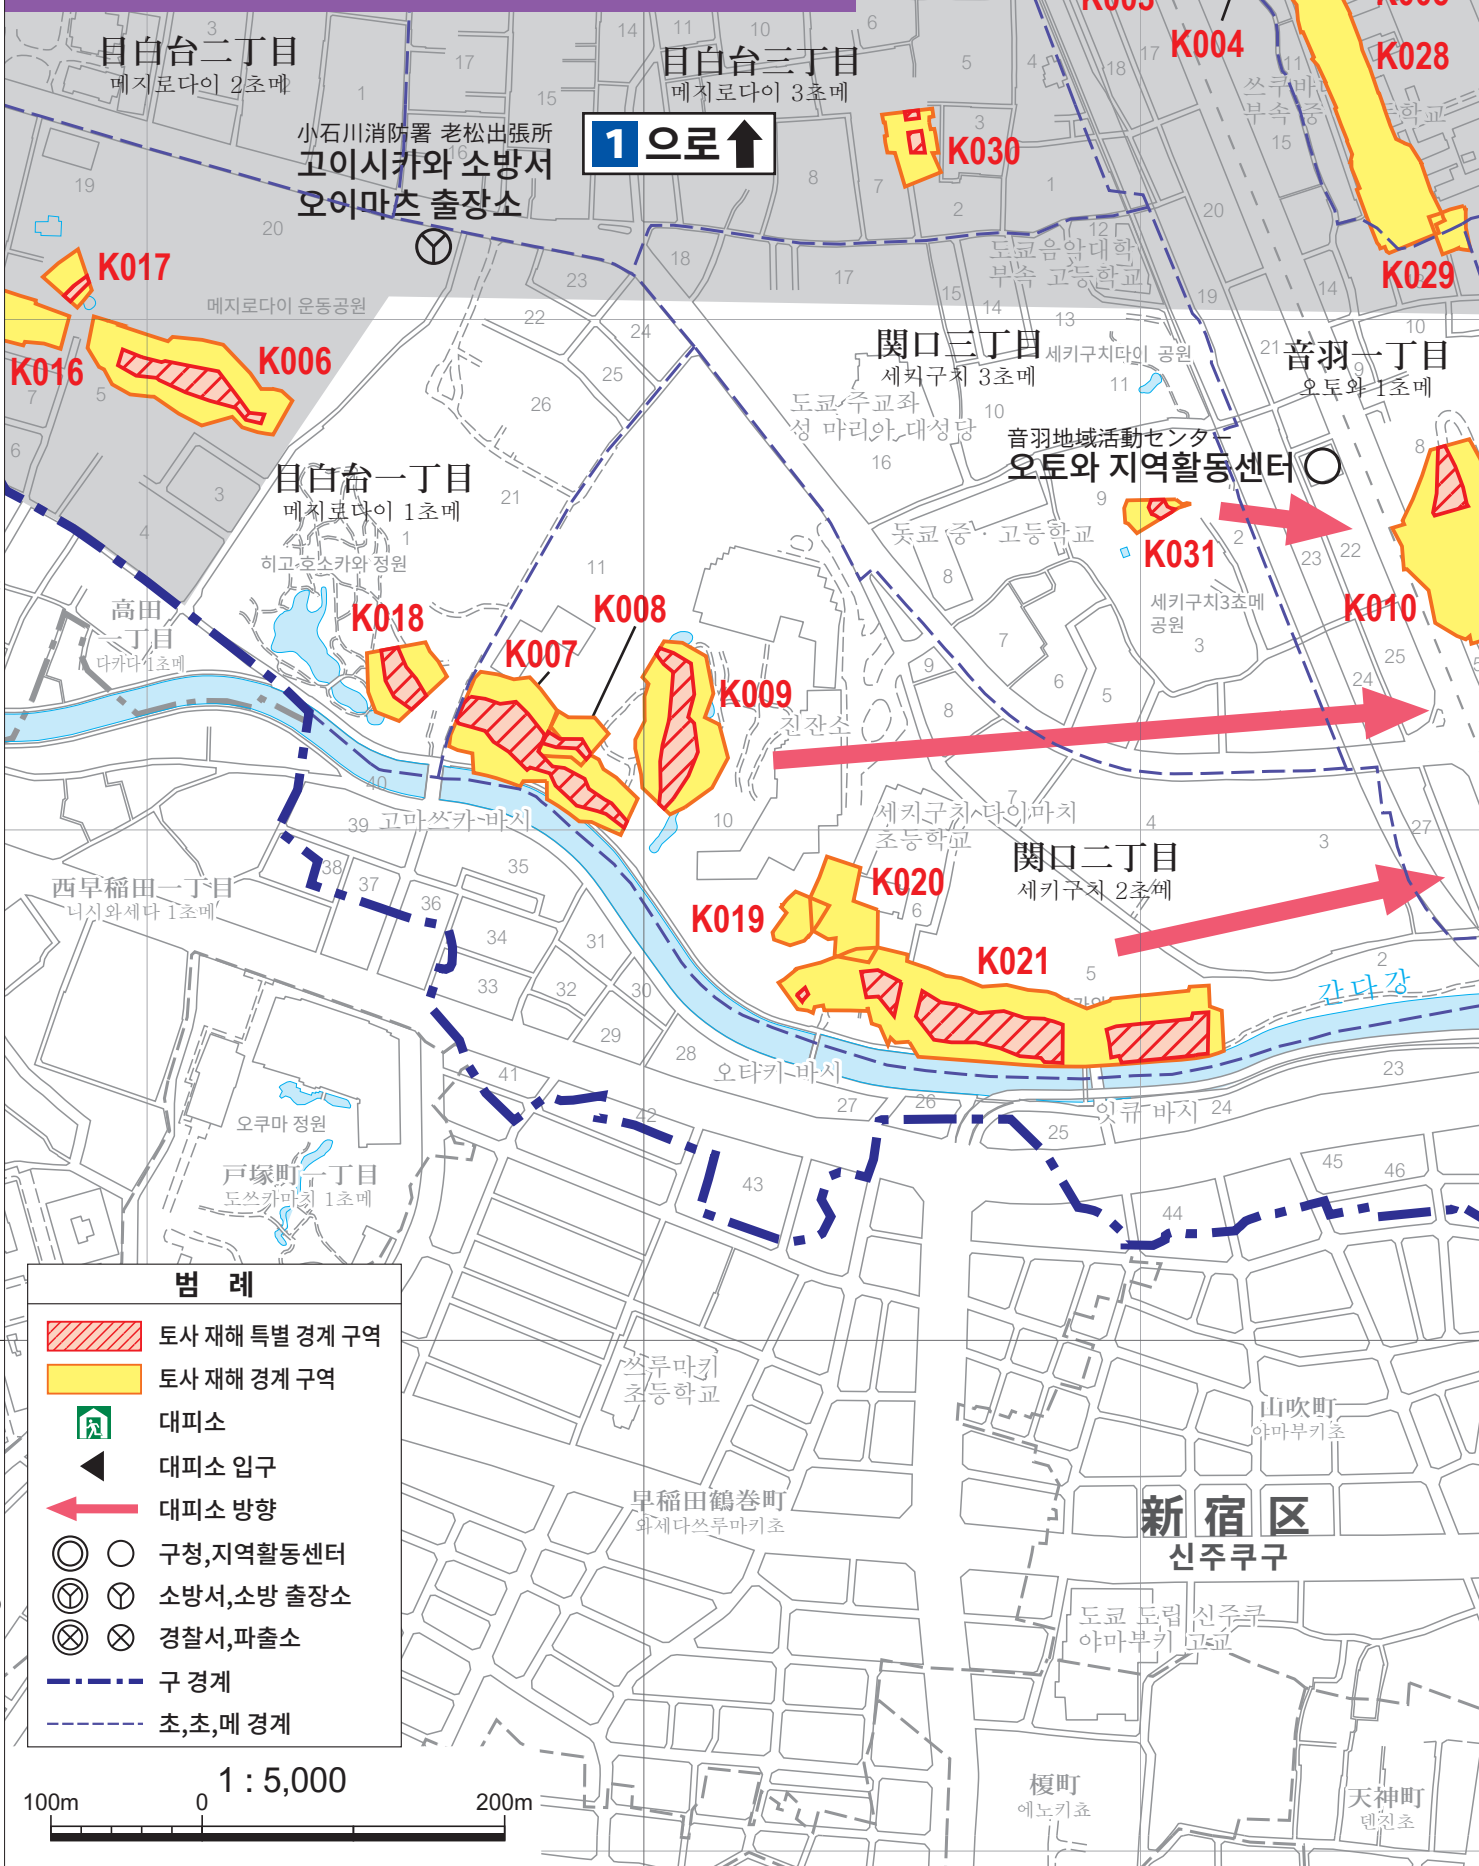 K005
K004
K028
目白台二丁目
메지로다이 2초메
目白台三丁目
메지로다이 3초메
小石川消防署 老松出張所
고이시카와 소방서
오이마츠 출장소
1 으로
K030
K029
도쿄음악대학
부속 고등학교
K017
메지로다이 운동공원
K016
K006
関口三丁目
세키구치 3초메
세키구치다이 공원
音羽一丁目
오토와 1초메
도쿄 주교좌
성 마리아 대성당
音羽地域活動センター
오토와 지역활동센터
目白台一丁目
메지로다이 1초메
히고 호소카와 정원
돗쿄 중·고등학교
K031
세키구치3쵸메
공원
K010
高田
一丁目
다카다 1초메
K018
K007
K008
K009
진잔소
고마쓰카 바시
세키구치 다이마치
초등학교
関口二丁目
세키구치 2초메
西早稲田一丁目
니시와세다 1초메
K020
K019
K021
간다강
오타키 바시
잇큐 바시
오쿠마 정원
戸塚町一丁目
도쓰카마치 1초메
범 례
토사 재해 특별 경계 구역
토사 재해 경계 구역
대피소
대피소 입구
대피소 방향
구청,지역활동센터
소방서,소방 출장소
경찰서,파출소
구 경계
초,초,메 경계
1 : 5,000
100m 0 200m
쓰루마키
초등학교
早稲田鶴巻町
와세다쓰루마키초
山吹町
야마부키초
新宿区
신주쿠구
도쿄 도립 신주쿠
야마부키 고교
榎町
에노키쵸
天神町
덴진초